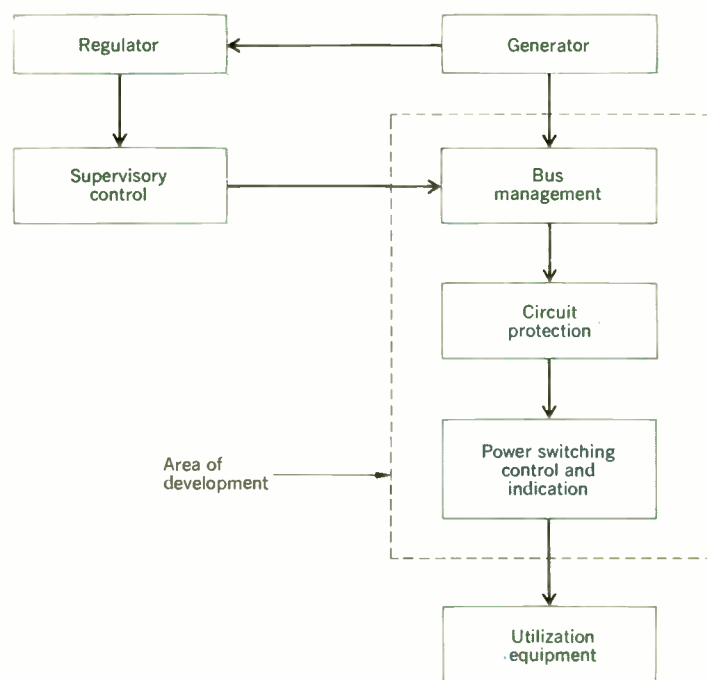 Regulator
Generator
Supervisory
control
Bus
management
Circuit
protection
Area of
development
Power switching
control and
indication
Utilization
equipment